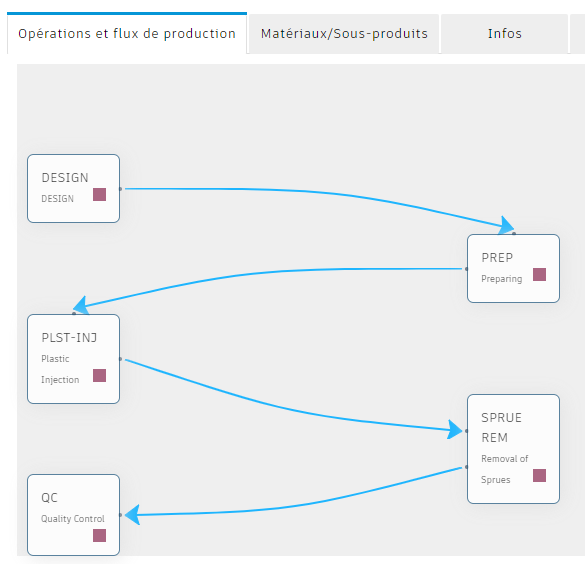 Opérations et flux de production
Matériaux/Sous-produits
Infos
DESIGN
DESIGN
PREP
Preparing
PLST-INJ
Plastic
Injection
SPRUE
REM
Removal of
Sprues
QC
Quality Control